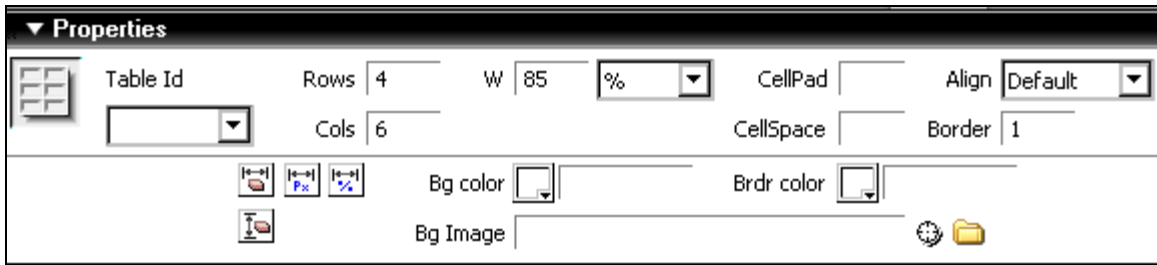 Properties
Table Id Rows 4 W 85 % CellPad Align Default
Cols 6 CellSpace Border 1
Px % Bg color Brdr color
Bg Image